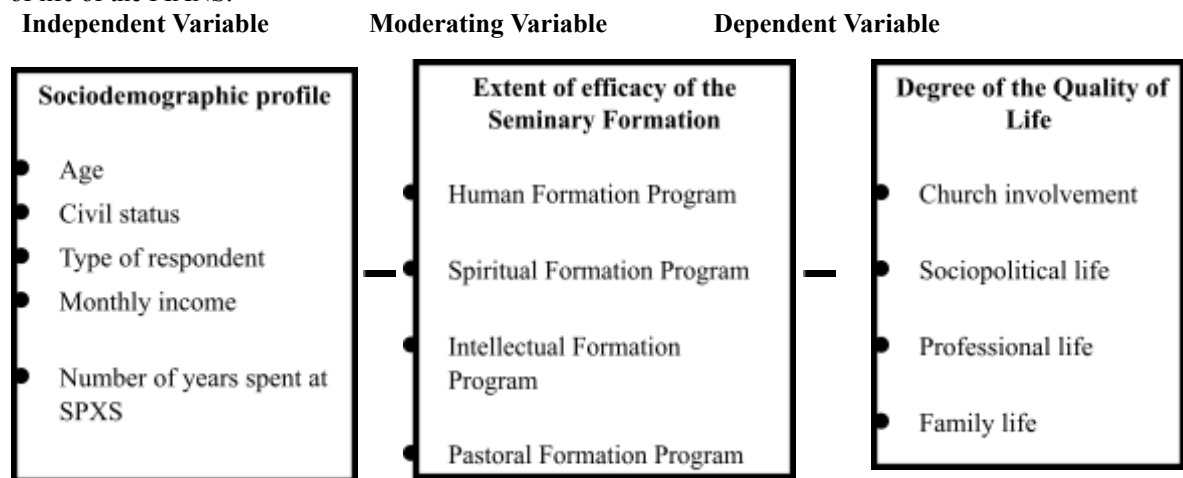 Independent Variable Moderating Variable Dependent Variable
Sociodemographic profile
• Age
• Civil status
• Type of respondent
• Monthly income
• Number of years spent at
SPXS
Extent of efficacy of the
Seminary Formation
• Human Formation Program
• Spiritual Formation Program
• Intellectual Formation
Program
• Pastoral Formation Program
Degree of the Quality of
Life
• Church involvement
• Sociopolitical life
• Professional life
• Family life